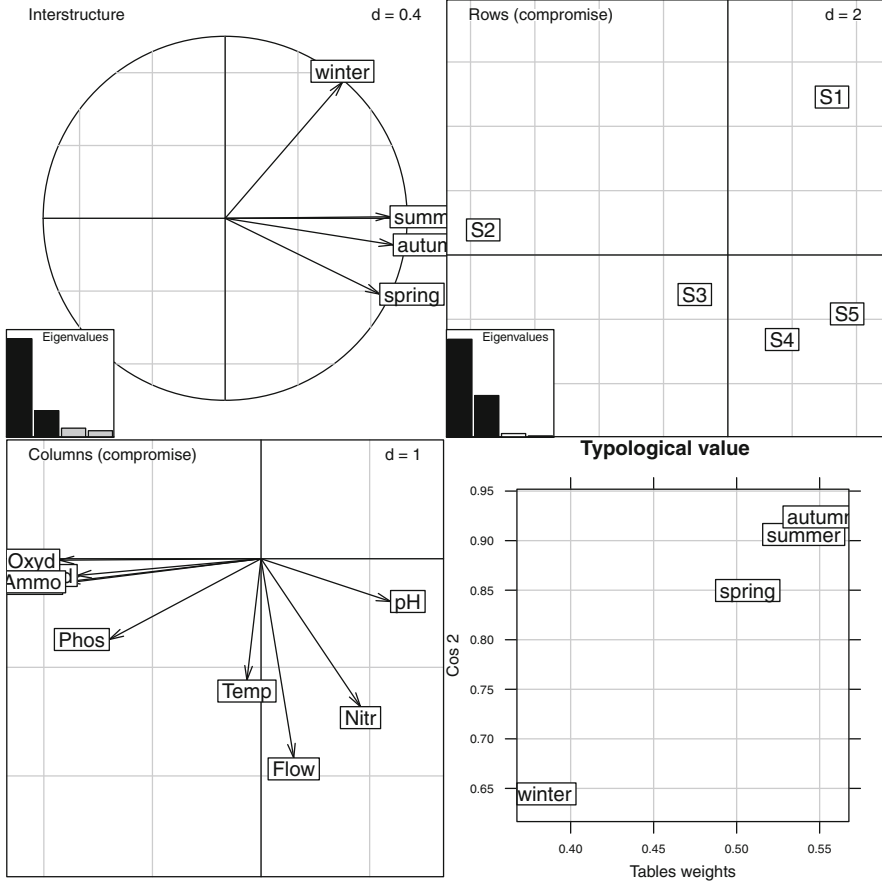 Interstructure d = 0.4
winter
summ
autun
spring
Eigenvalues
Rows (compromise) d = 2
S1
S2
S3
S5
S4
Eigenvalues
Columns (compromise) d = 1
Oxyd
Ammo
pH
Phos
Temp
Nitr
Flow
Typological value
0.95
0.90
0.85
0.80
0.75
0.70
0.65
Cos 2
autumn
summer
spring
winter
0.40 0.45 0.50 0.55
Tables weights